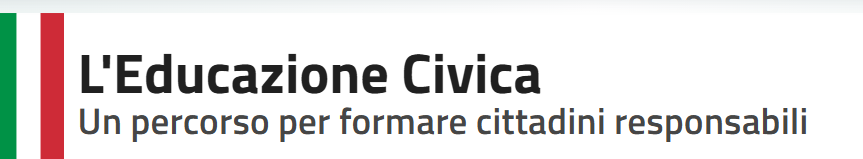 L'Educazione Civica
Un percorso per formare cittadini responsabili